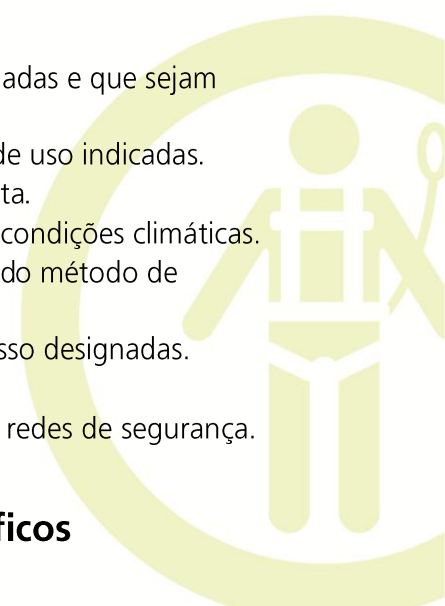 adas e que sejam
de uso indicadas.
ta.
condições climáticas.
do método de
sso designadas.
redes de segurança.
ficos